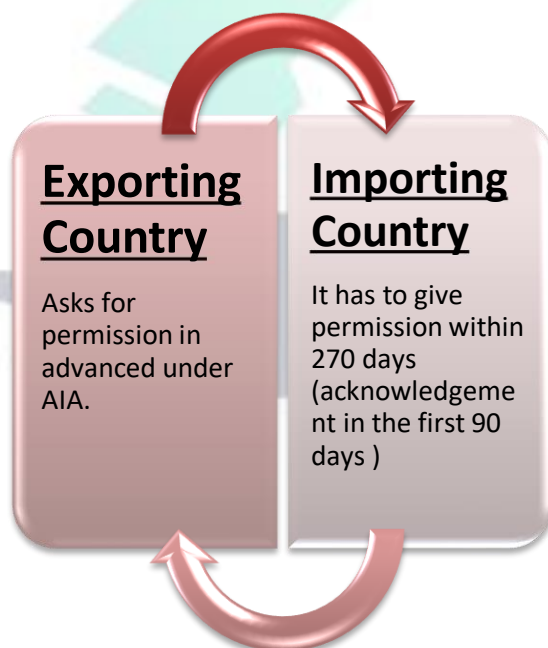 Exporting
Country
Asks for
permission in
advanced under
AIA.
Importing
Country
It has to give
permission within
270 days
(acknowledgeme
nt in the first 90
days )